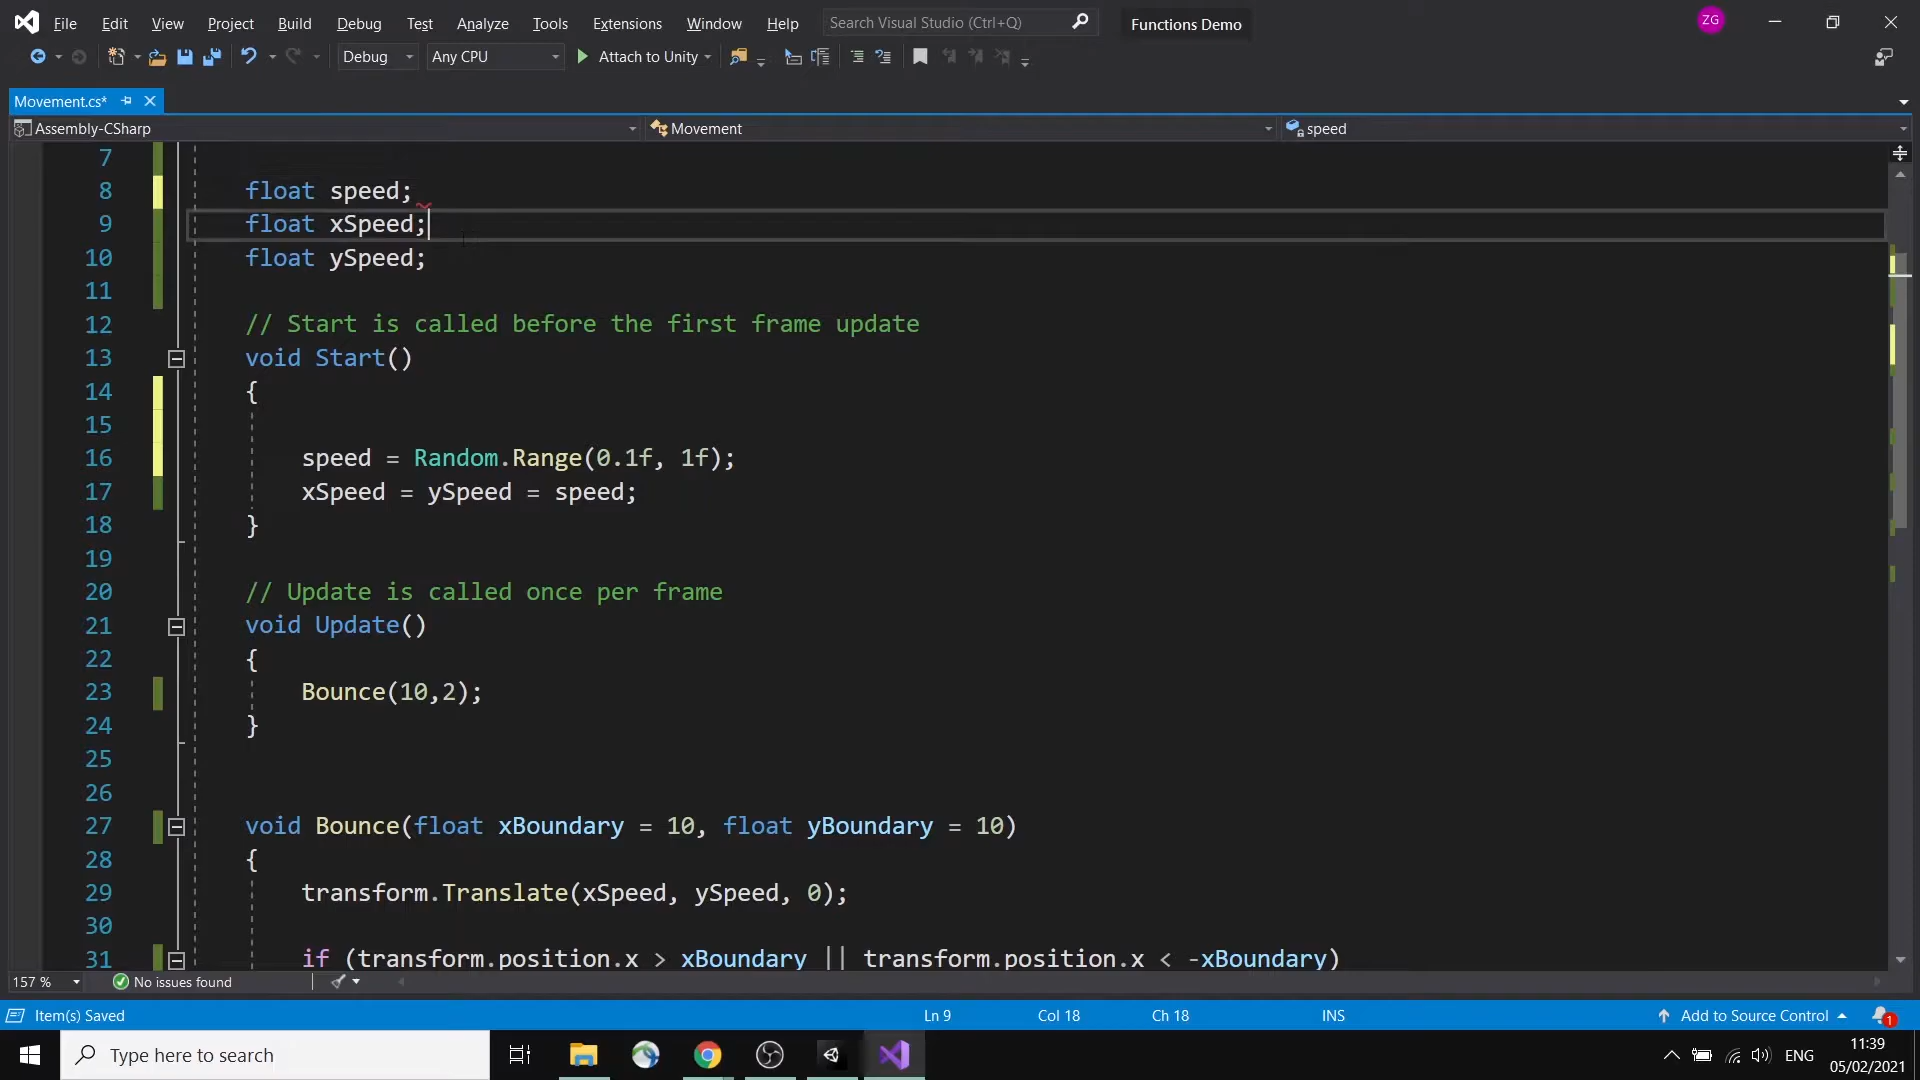 File Edit View Project Build Debug Test Analyze Tools Extensions Window Help Search Visual Studio (Ctrl+Q) Functions Demo ZG
Debug Any CPU Attach to Unity
Movement.cs*
Assembly-CSharp Movement speed
7
8 float speed;
9 float xSpeed;
10 float ySpeed;
11
12 // Start is called before the first frame update
13 void Start()
14 {
15
16 speed = Random.Range(0.1f, 1f);
17 xSpeed = ySpeed = speed;
18 }
19
20 // Update is called once per frame
21 void Update()
22 {
23 Bounce(10,2);
24 }
25
26
27 void Bounce(float xBoundary = 10, float yBoundary = 10)
28 {
29 transform.Translate(xSpeed, ySpeed, 0);
30
31 if (transform.position.x > xBoundary || transform.position.x < -xBoundary)
157 % No issues found
Item(s) Saved Ln 9 Col 18 Ch 18 INS Add to Source Control 1
Type here to search ENG 11:39
05/02/2021